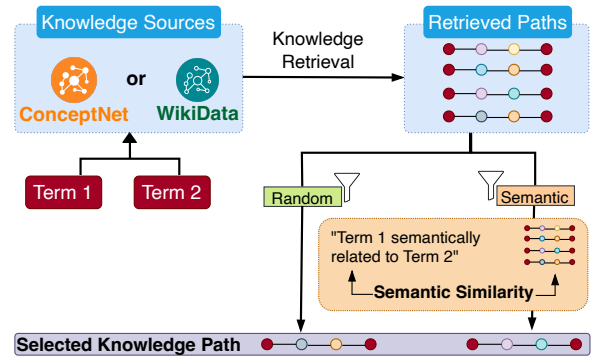 Knowledge Sources
Retrieved Paths
Knowledge
Retrieval
or
ConceptNet
WikiData
Term 1
Term 2
Random
Semantic
"Term 1 semantically
related to Term 2"
Semantic Similarity
Selected Knowledge Path